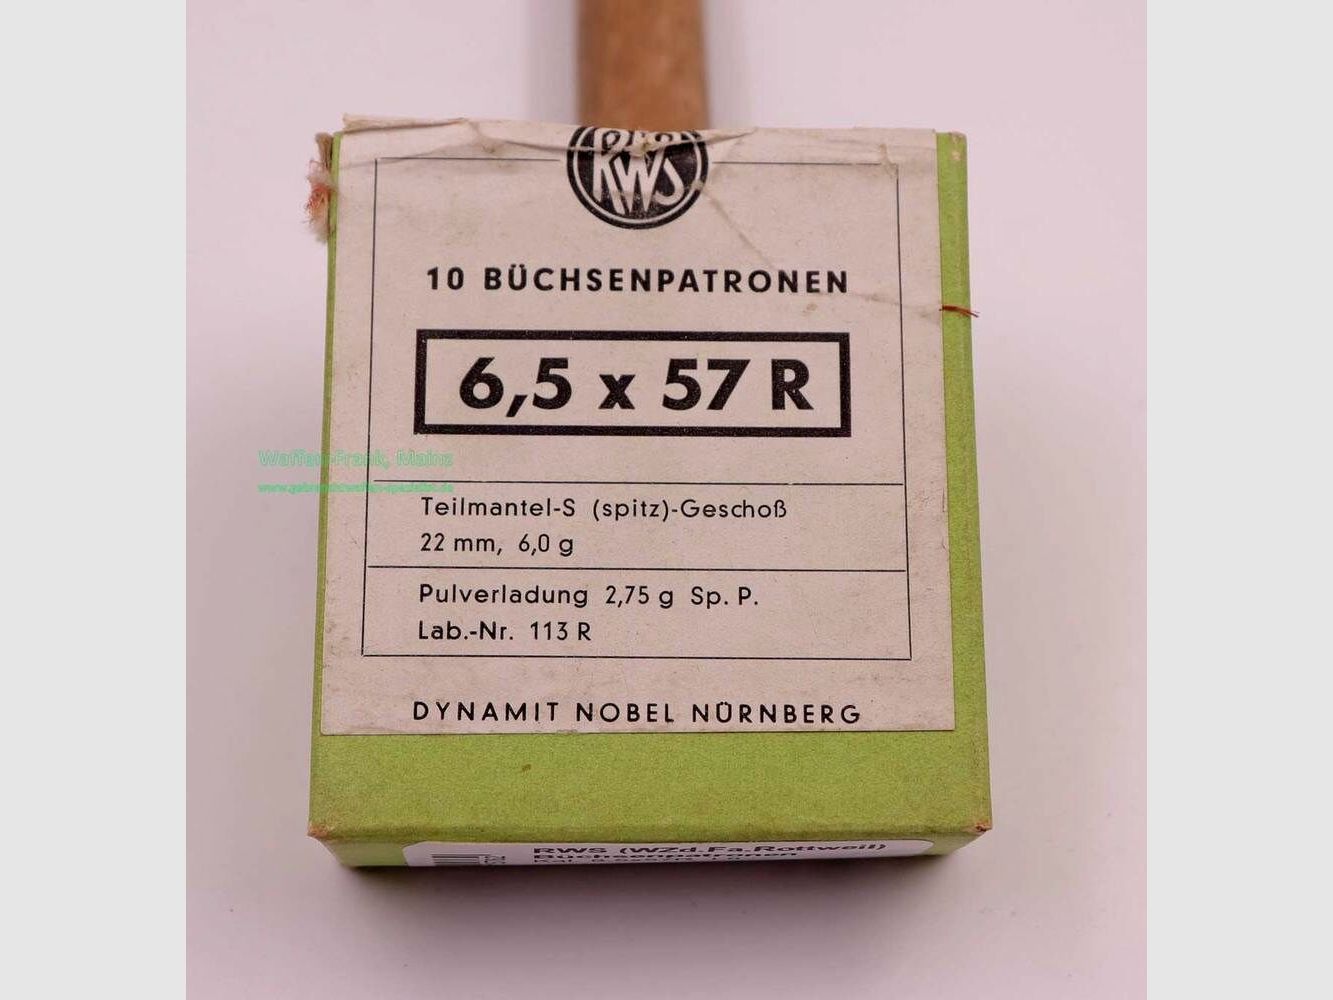 RWS
10 BÜCHSENPATRONEN
6,5 x 57 R
Waffen-Frank, Mainz
Teilmantel-S (spitz)-Geschoß
22 mm, 6,0 g
Pulverladung 2,75 g Sp. P.
Lab.-Nr. 113 R
DYNAMIT NOBEL NÜRNBERG
RWS (WZd.Fa.Rottweil)
Büchsenpatronen